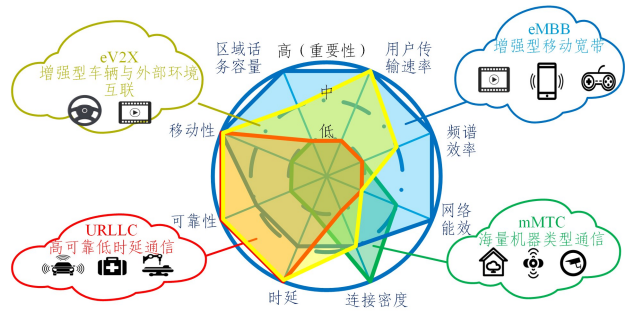 eV2X
增强型车辆与外部环境
互联
区域话
务容量
高（重要性）
中
低
用户传
输速率
eMBB
增强型移动宽带
移动性
频谱
效率
可靠性
网络
能效
URLLC
高可靠低时延通信
mMTC
海量机器类型通信
时延
连接密度